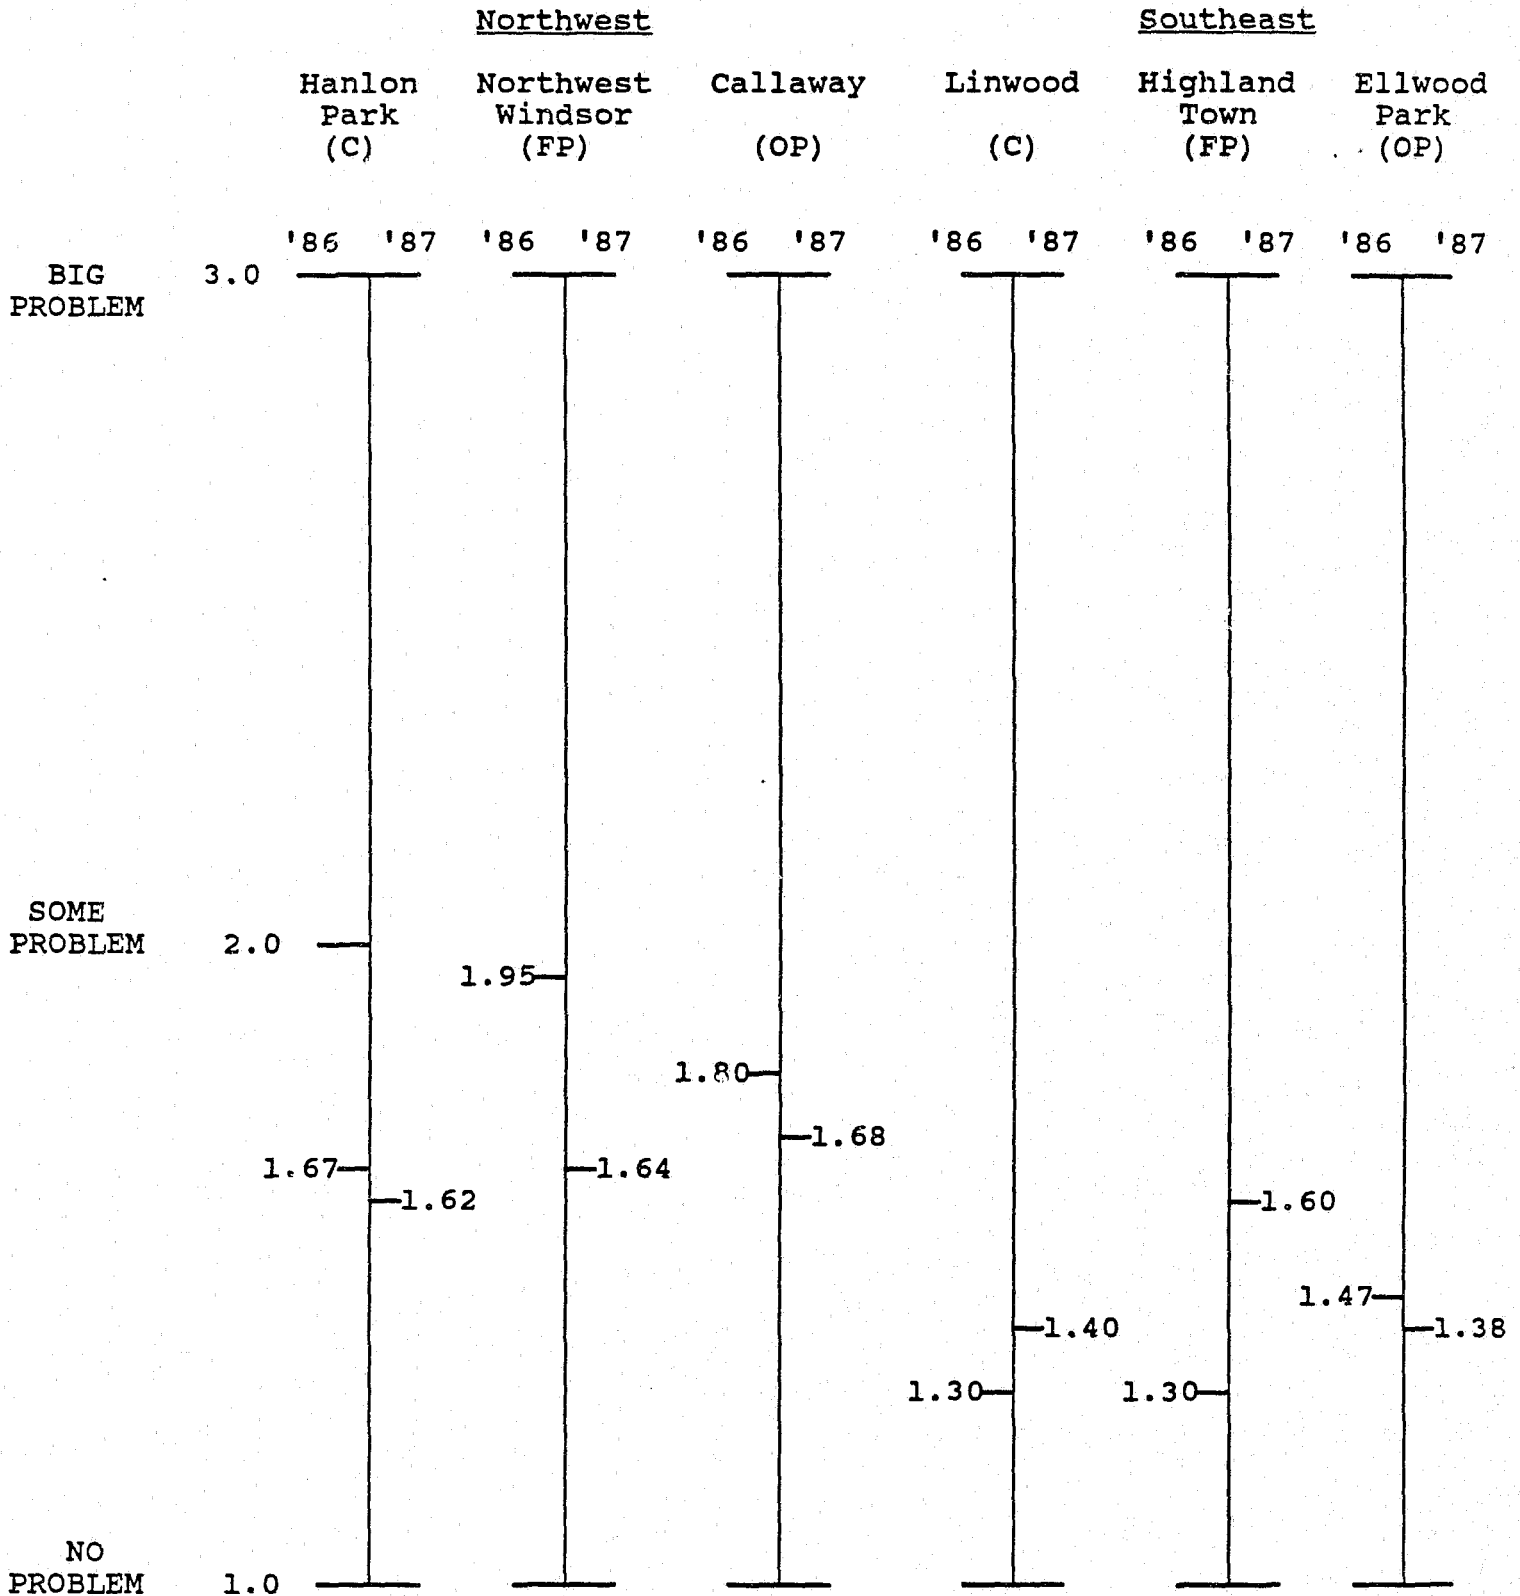 Northwest Southeast
Hanlon Northwest Callaway Linwood Highland Ellwood
Park Windsor Town Park
(C) (FP) (OP) (C) (FP) (OP)
'86 '87 '86 '87 '86 '87 '86 '87 '86 '87 '86 '87
BIG 3.0
PROBLEM
SOME
PROBLEM 2.0
1.95
1.80
1.68
1.67 1.64
1.62 1.60
1.47
1.40 1.38
1.30 1.30
NO
PROBLEM 1.0